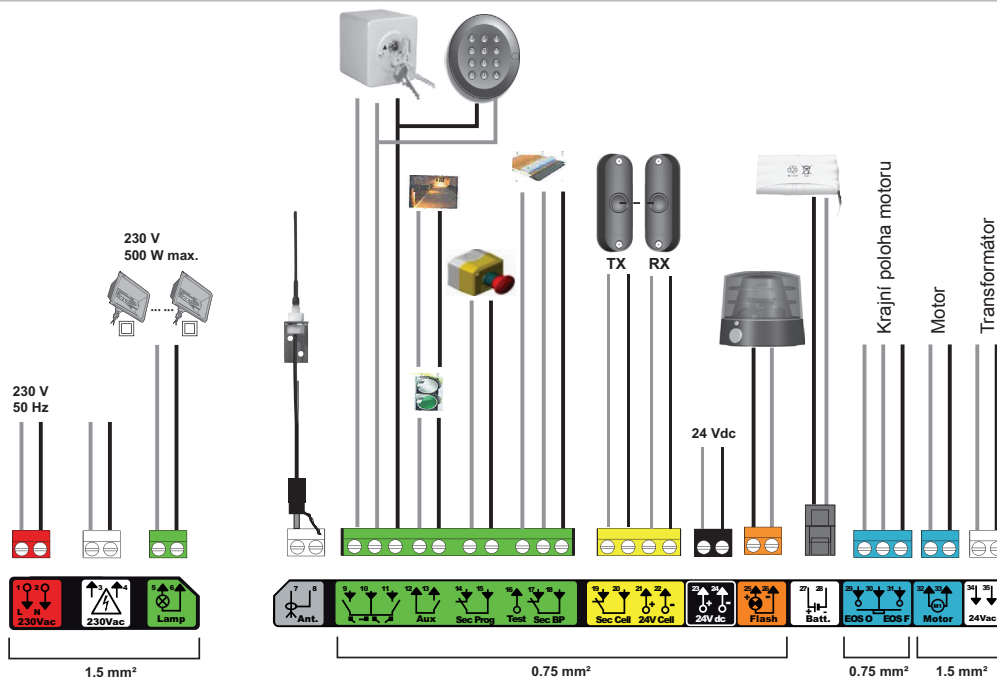 230 V
500 W max.
... ...
230 V
50 Hz
TX RX
24 Vdc
Krajní poloha motoru
Motor
Transformátor
1 2
L N
230Vac
3 4
230Vac
5 6
Lamp
7 8
Ant.
9 10 11
12 13
Aux
14 15
Sec Prog
16
Test
17 18
Sec BP
19 20
Sec Cell
21 22
+ -
24V Cell
23 24
+ -
24V dc
25 26
+ -
Flash
27 28
+
Batt.
29 30 31
EOS O EOS F
32 33
M1
Motor
34 35
24Vac
1.5 mm²
0.75 mm²
0.75 mm²
1.5 mm²